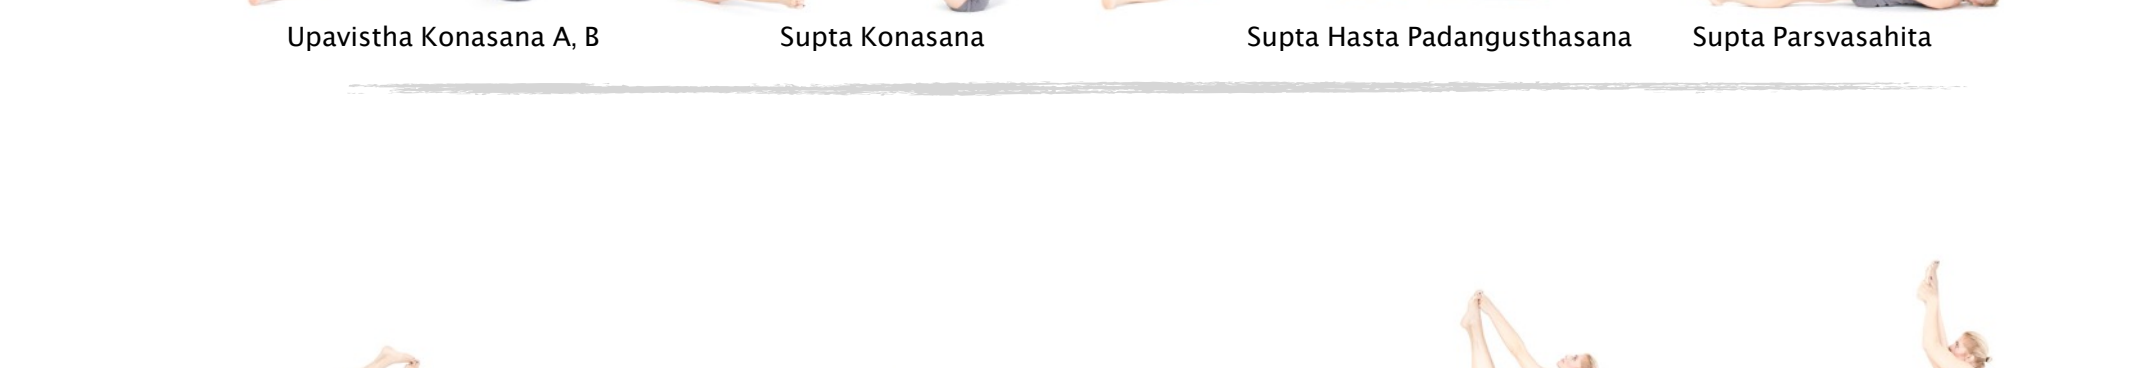 Upavistha Konasana A, B
Supta Konasana
Supta Hasta Padangusthasana
Supta Parsvasahita